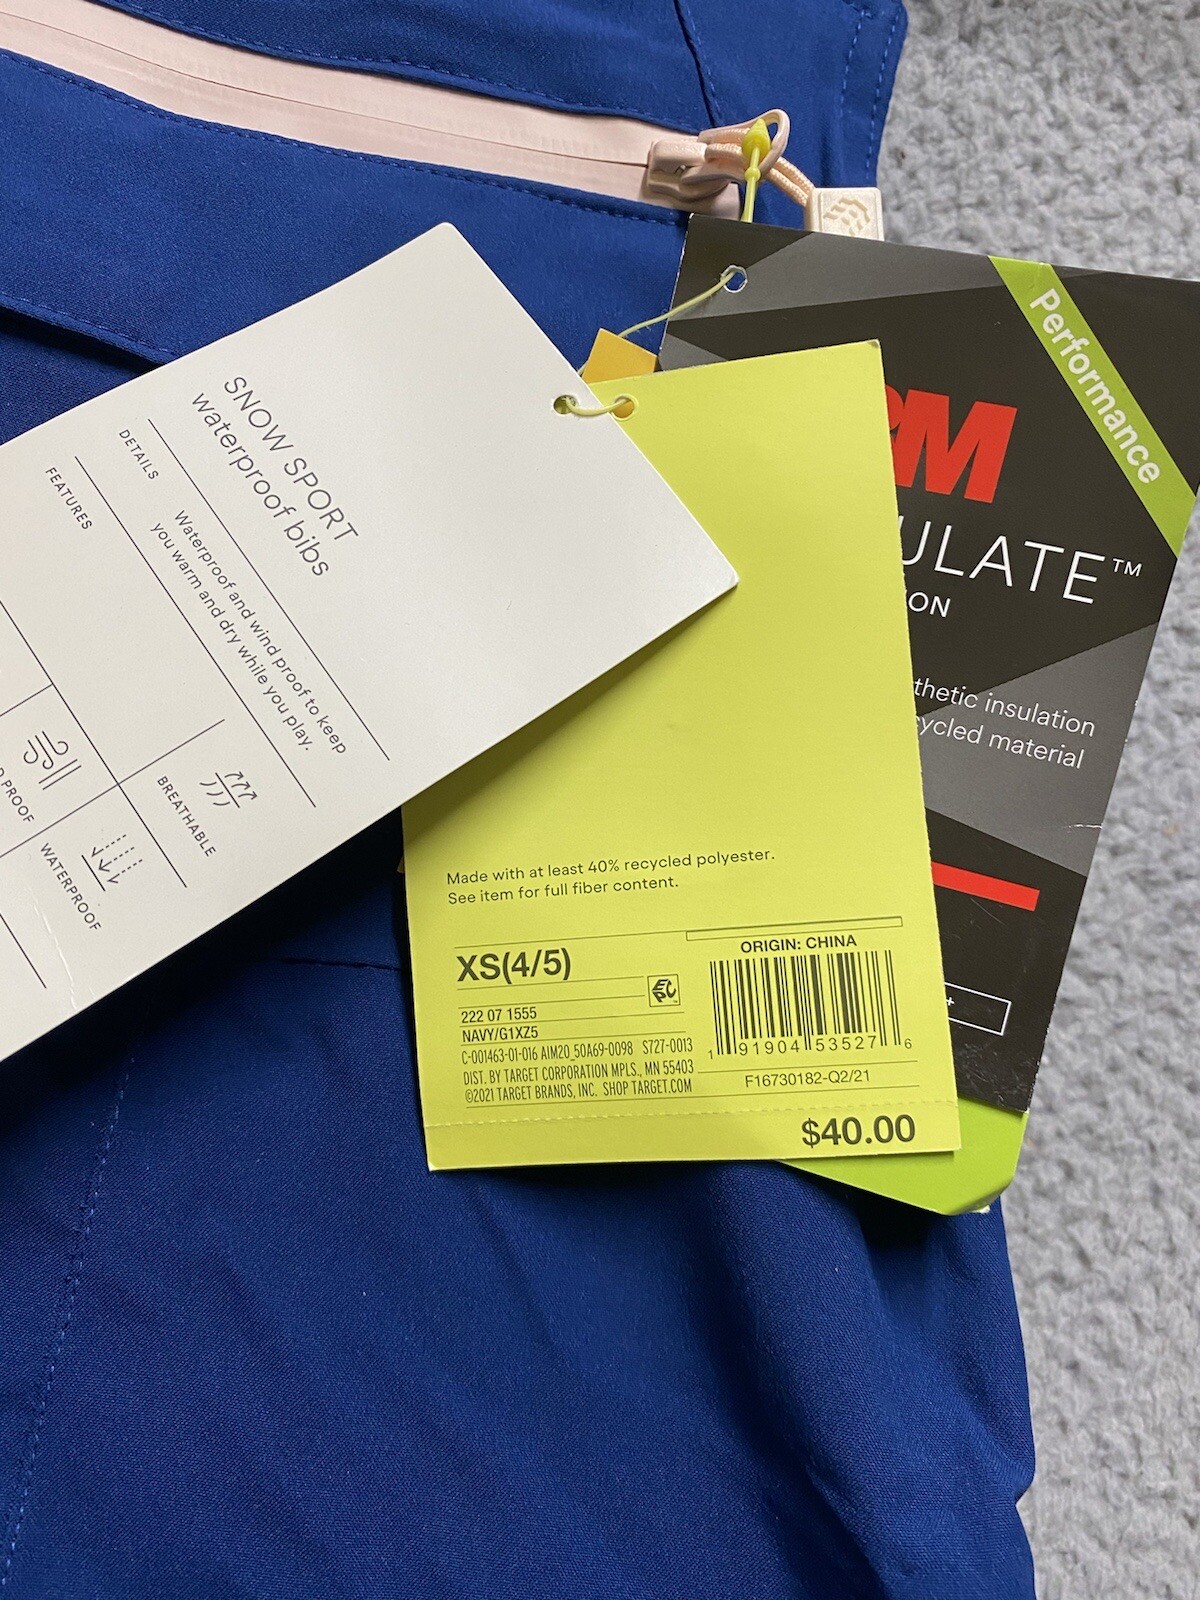 SNOW SPORT
waterproof bibs
DETAILS
Waterproof and wind proof to keep
you warm and dry while you play.
FEATURES
BREATHABLE
WATERPROOF
PROOF
Made with at least 40% recycled polyester.
See item for full fiber content.
XS(4/5)
EPC
222 07 1555
NAVY/G1XZ5
C-001463-01-016 AIM20_50A69-0098 S727-0013
DIST. BY TARGET CORPORATION MPLS., MN 55403
©2021 TARGET BRANDS, INC. SHOP TARGET.COM
ORIGIN: CHINA
1 91904 53527 6
F16730182-Q2/21
$40.00
Performance
3M
ULATE™
ON
thetic insulation
cycled material
+